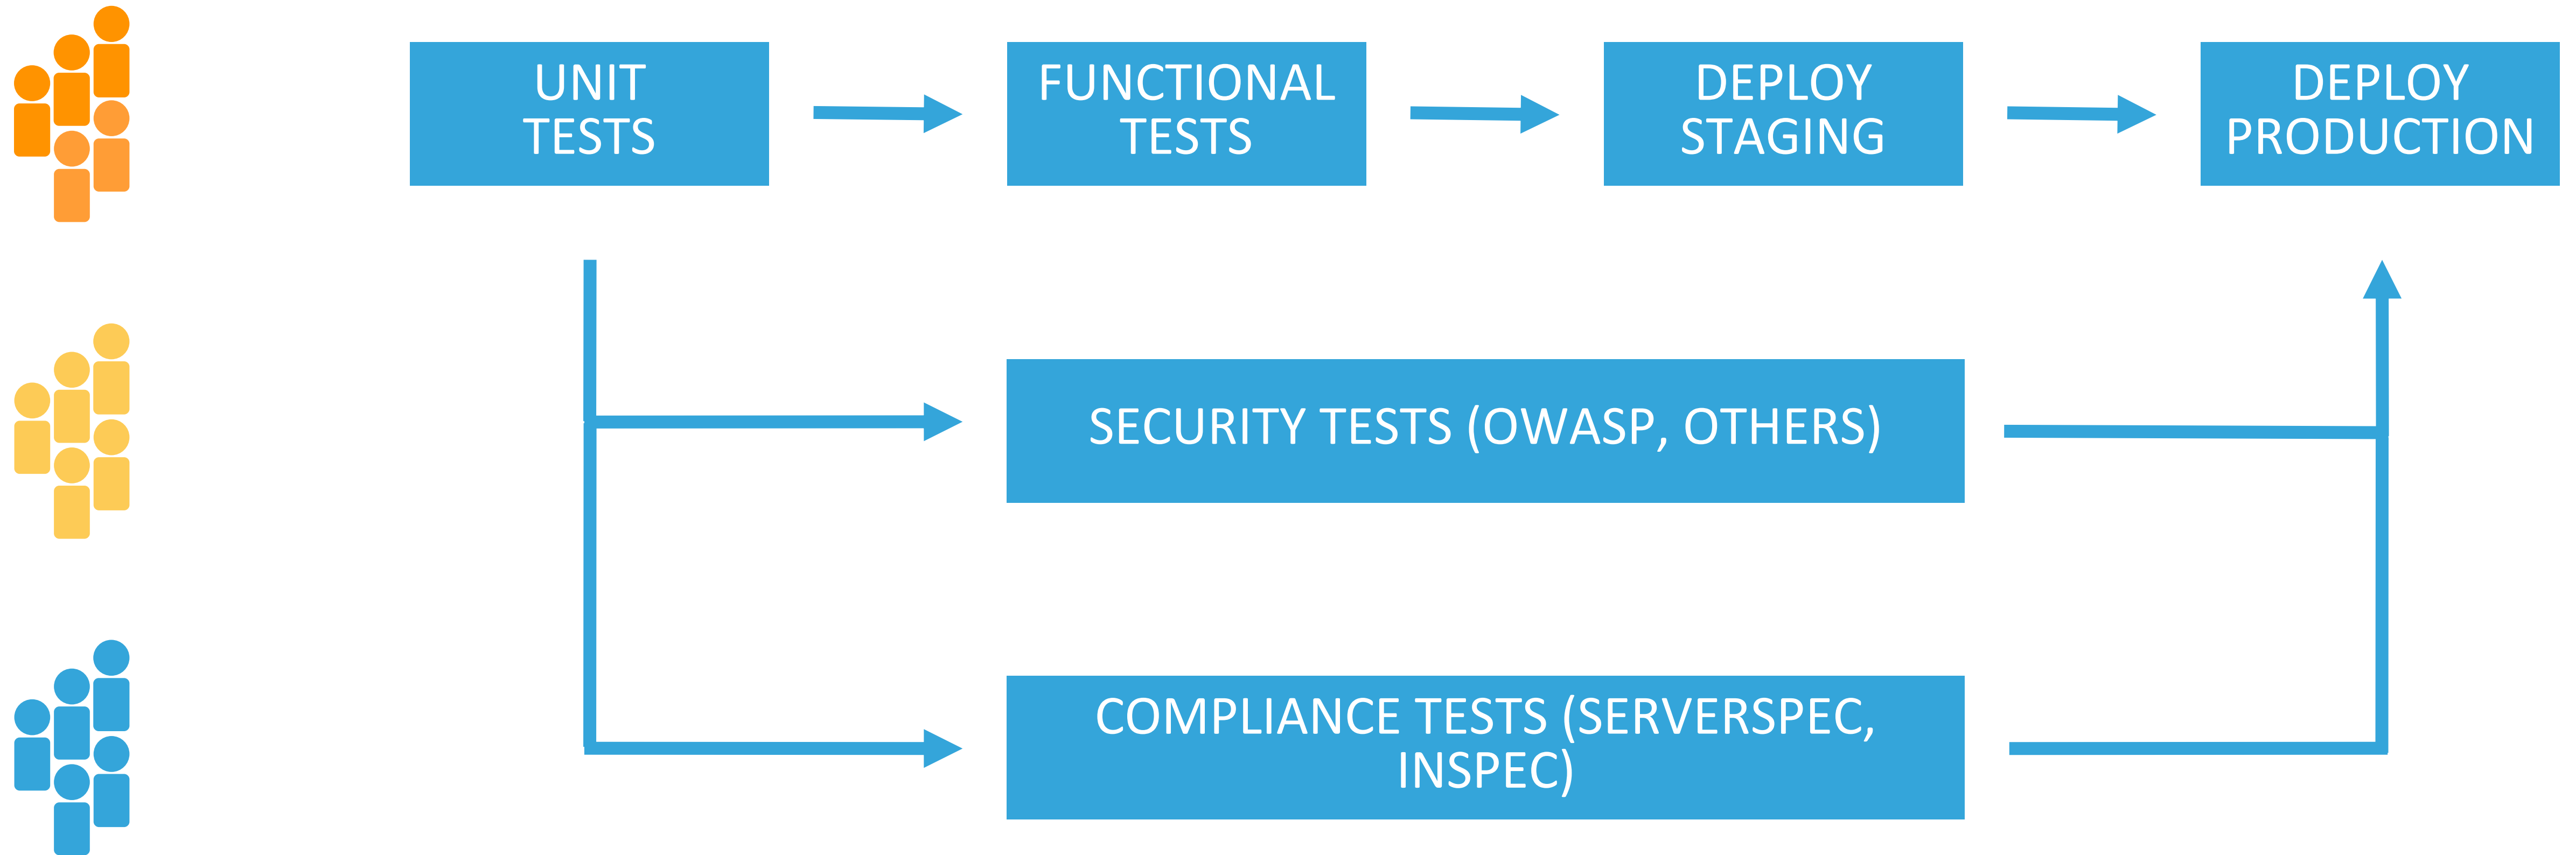 UNIT
TESTS
FUNCTIONAL
TESTS
DEPLOY
STAGING
DEPLOY
PRODUCTION
SECURITY TESTS (OWASP, OTHERS)
COMPLIANCE TESTS (SERVERSPEC,
INSPEC)